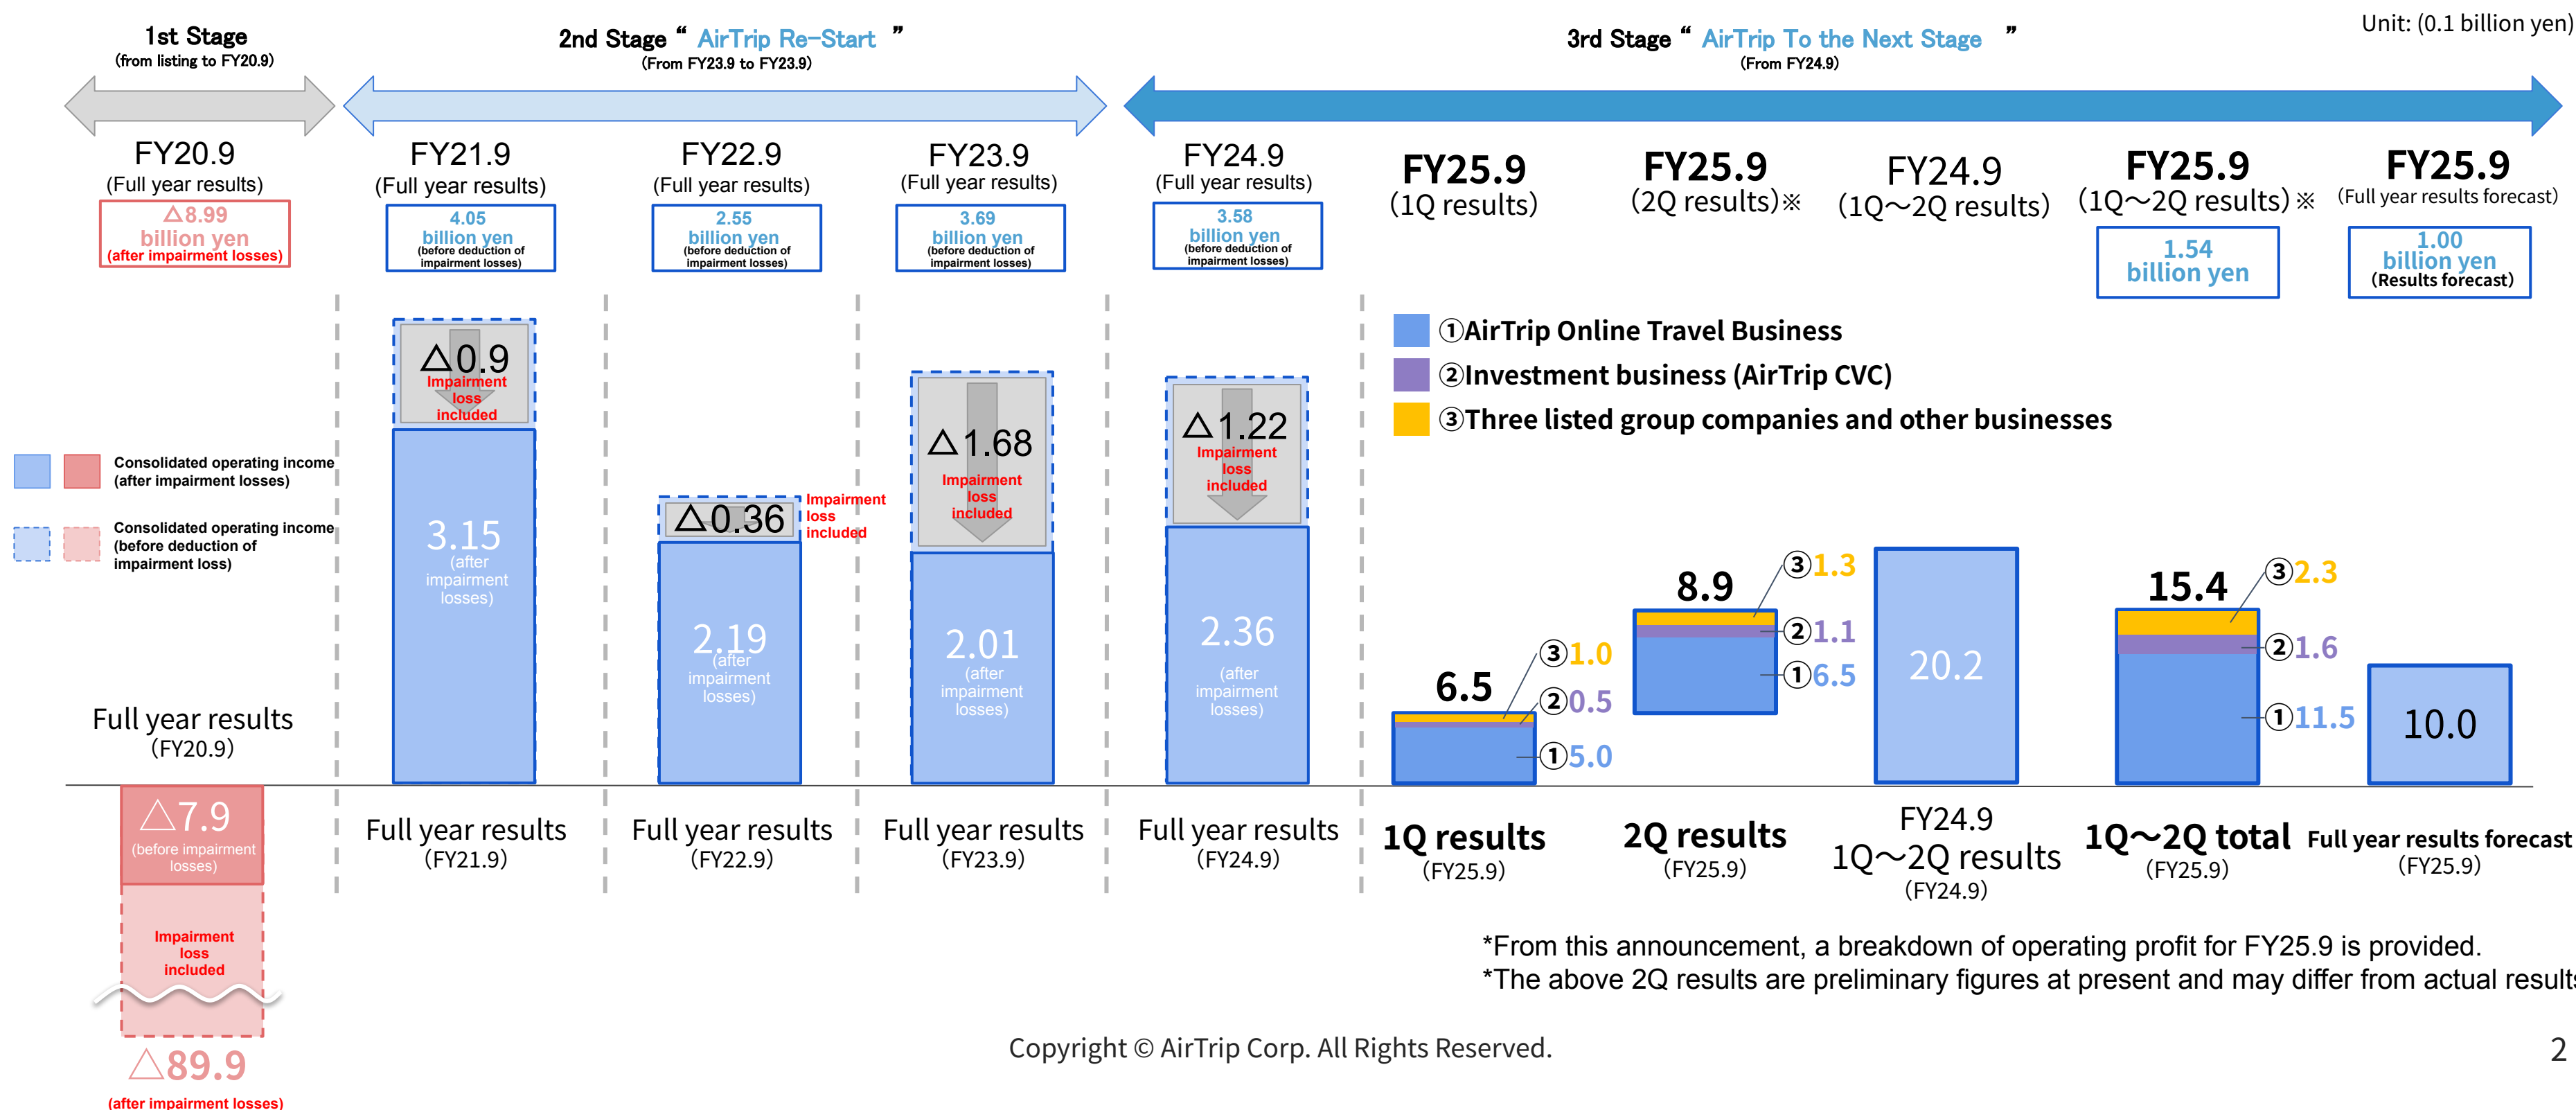 Unit: (0.1 billion yen)
1st Stage
(from listing to FY20.9)
2nd Stage “ AirTrip Re-Start ”
(From FY23.9 to FY23.9)
3rd Stage “ AirTrip To the Next Stage ”
(From FY24.9)
FY20.9
(Full year results)
△8.99
billion yen
(after impairment losses)
FY21.9
(Full year results)
4.05
billion yen
(before deduction of
impairment losses)
FY22.9
(Full year results)
2.55
billion yen
(before deduction of
impairment losses)
FY23.9
(Full year results)
3.69
billion yen
(before deduction of
impairment losses)
FY24.9
(Full year results)
3.58
billion yen
(before deduction of
impairment losses)
FY25.9
(1Q results)
FY25.9
(2Q results)※
FY24.9
(1Q～2Q results)
FY25.9
(1Q～2Q results)※
1.54
billion yen
FY25.9
(Full year results forecast)
1.00
billion yen
(Results forecast)
①AirTrip Online Travel Business
②Investment business (AirTrip CVC)
③Three listed group companies and other businesses
Consolidated operating income
(after impairment losses)
Consolidated operating income
(before deduction of
impairment loss)
△0.9
Impairment
loss
included
3.15
(after
impairment
losses)
△0.36
Impairment
loss
included
2.19
(after
impairment
losses)
△1.68
Impairment
loss
included
2.01
(after
impairment
losses)
△1.22
Impairment
loss
included
2.36
(after
impairment
losses)
6.5
③1.0
②0.5
①5.0
8.9
③1.3
②1.1
①6.5
20.2
15.4
③2.3
②1.6
①11.5
10.0
Full year results
(FY20.9)
△7.9
(before impairment
losses)
Impairment
loss
included
△89.9
(after impairment losses)
Full year results
(FY21.9)
Full year results
(FY22.9)
Full year results
(FY23.9)
Full year results
(FY24.9)
1Q results
(FY25.9)
2Q results
(FY25.9)
FY24.9
1Q～2Q results
(FY24.9)
1Q～2Q total
(FY25.9)
Full year results forecast
(FY25.9)
*From this announcement, a breakdown of operating profit for FY25.9 is provided.
*The above 2Q results are preliminary figures at present and may differ from actual results
Copyright © AirTrip Corp. All Rights Reserved.
2